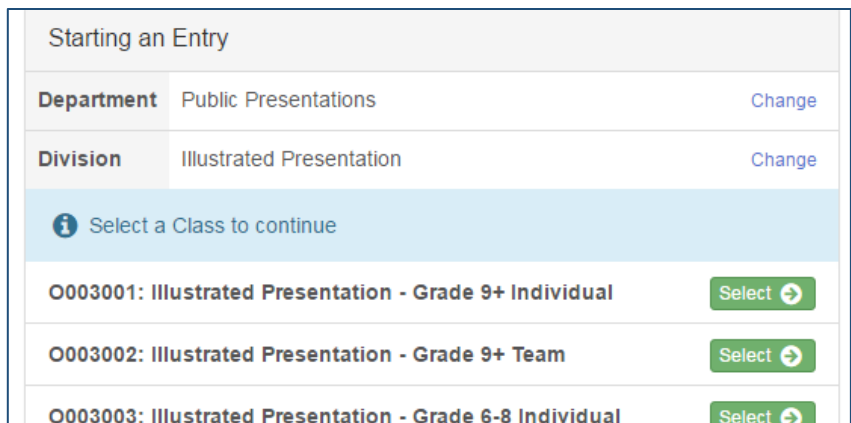 Starting an Entry
Department Public Presentations Change
Division Illustrated Presentation Change
Select a Class to continue
O003001: Illustrated Presentation - Grade 9+ Individual Select
O003002: Illustrated Presentation - Grade 9+ Team Select
O003003: Illustrated Presentation - Grade 6-8 Individual Select